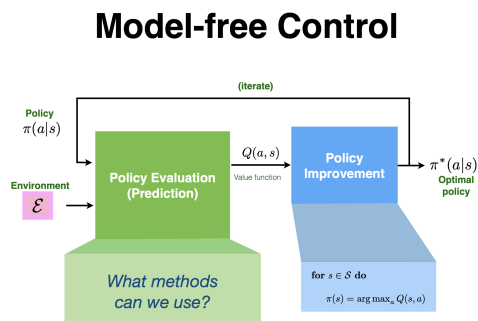 Model-free Control
(iterate)
Policy
π(a|s)
Environment
ℰ
Policy Evaluation
(Prediction)
Q(a, s)
Value function
Policy
Improvement
π*(a|s)
Optimal
policy
What methods
can we use?
for s ∈ 𝒮 do
π(s) = arg maxₐ Q(s, a)